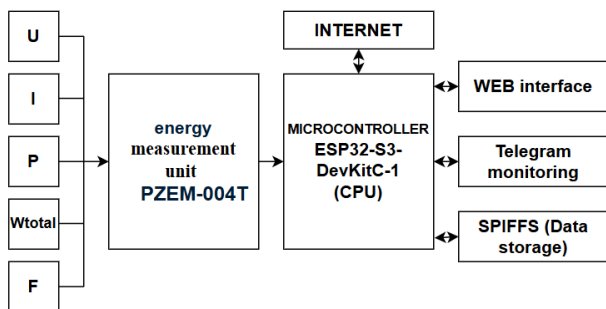 U
I
P
Wtotal
F
energy
measurement
unit
PZEM-004T
INTERNET
MICROCONTROLLER
ESP32-S3-
DevKitC-1
(CPU)
WEB interface
Telegram
monitoring
SPIFFS (Data
storage)